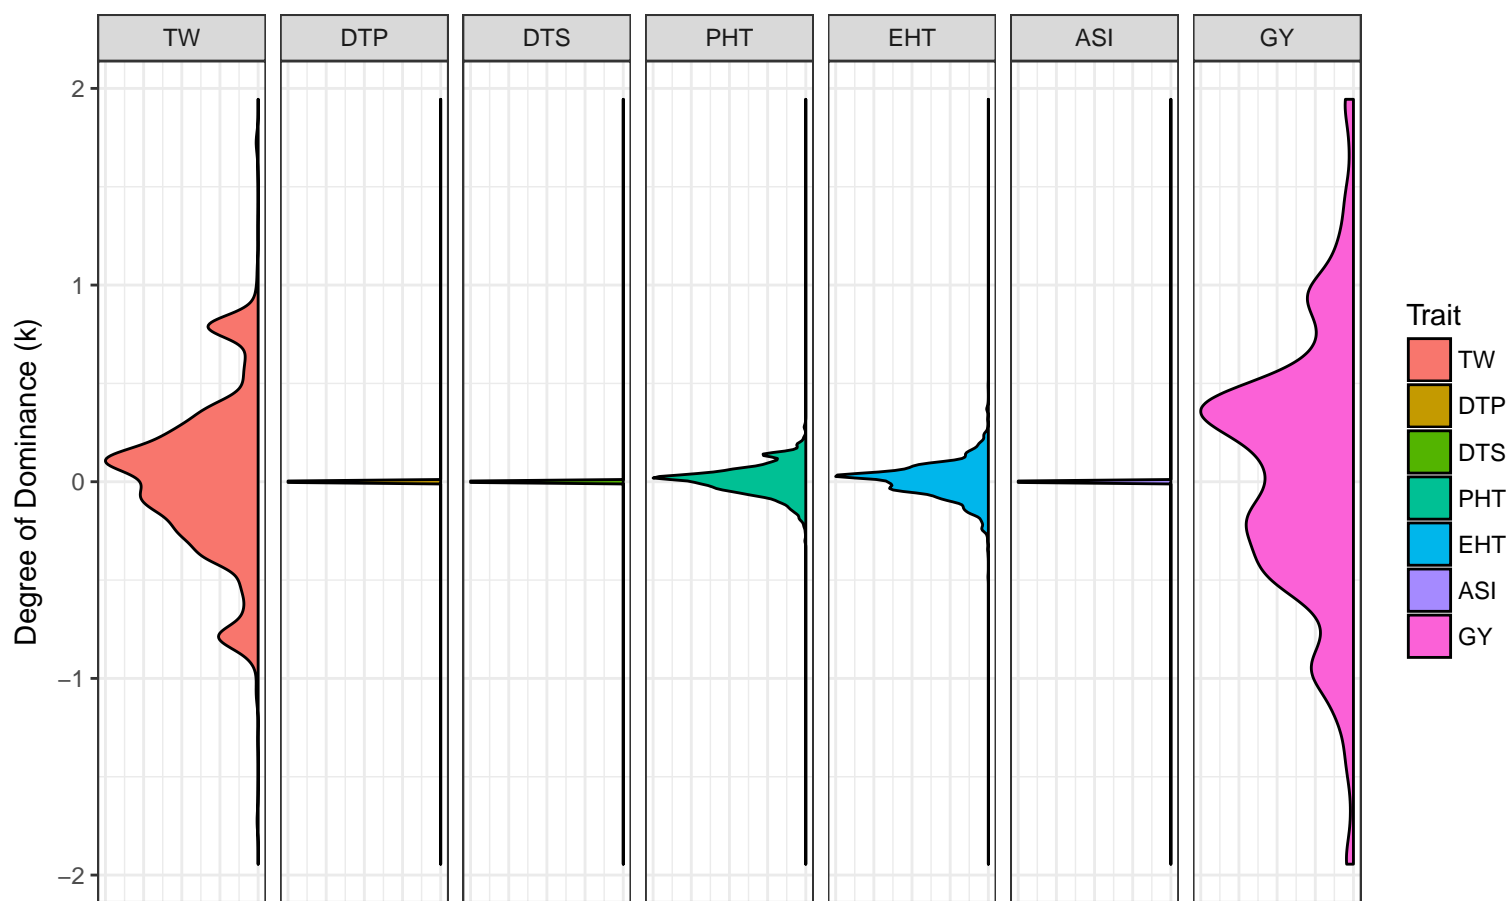 TW DTP DTS PHT EHT ASI GY
Degree of Dominance (k)
2
1
0
−1
−2
Trait
TW
DTP
DTS
PHT
EHT
ASI
GY